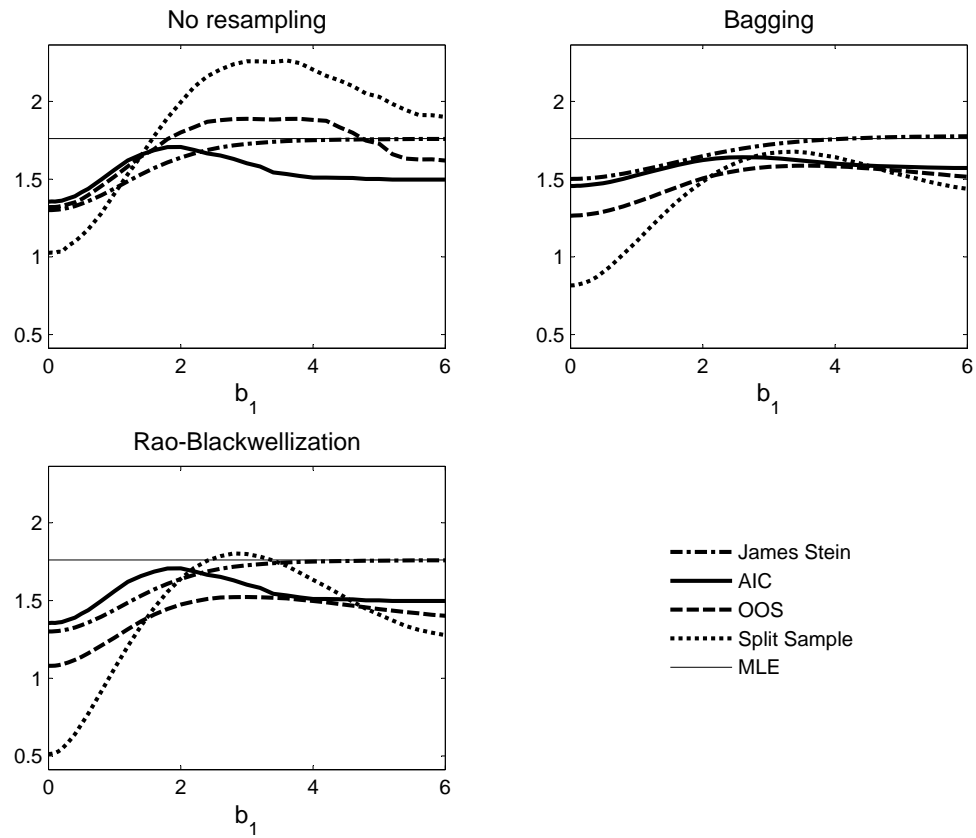 No resampling
2
1.5
1
0.5
0 2 4 6
b1
Bagging
2
1.5
1
0.5
0 2 4 6
b1
Rao-Blackwellization
2
1.5
1
0.5
0 2 4 6
b1
James Stein
AIC
OOS
Split Sample
MLE